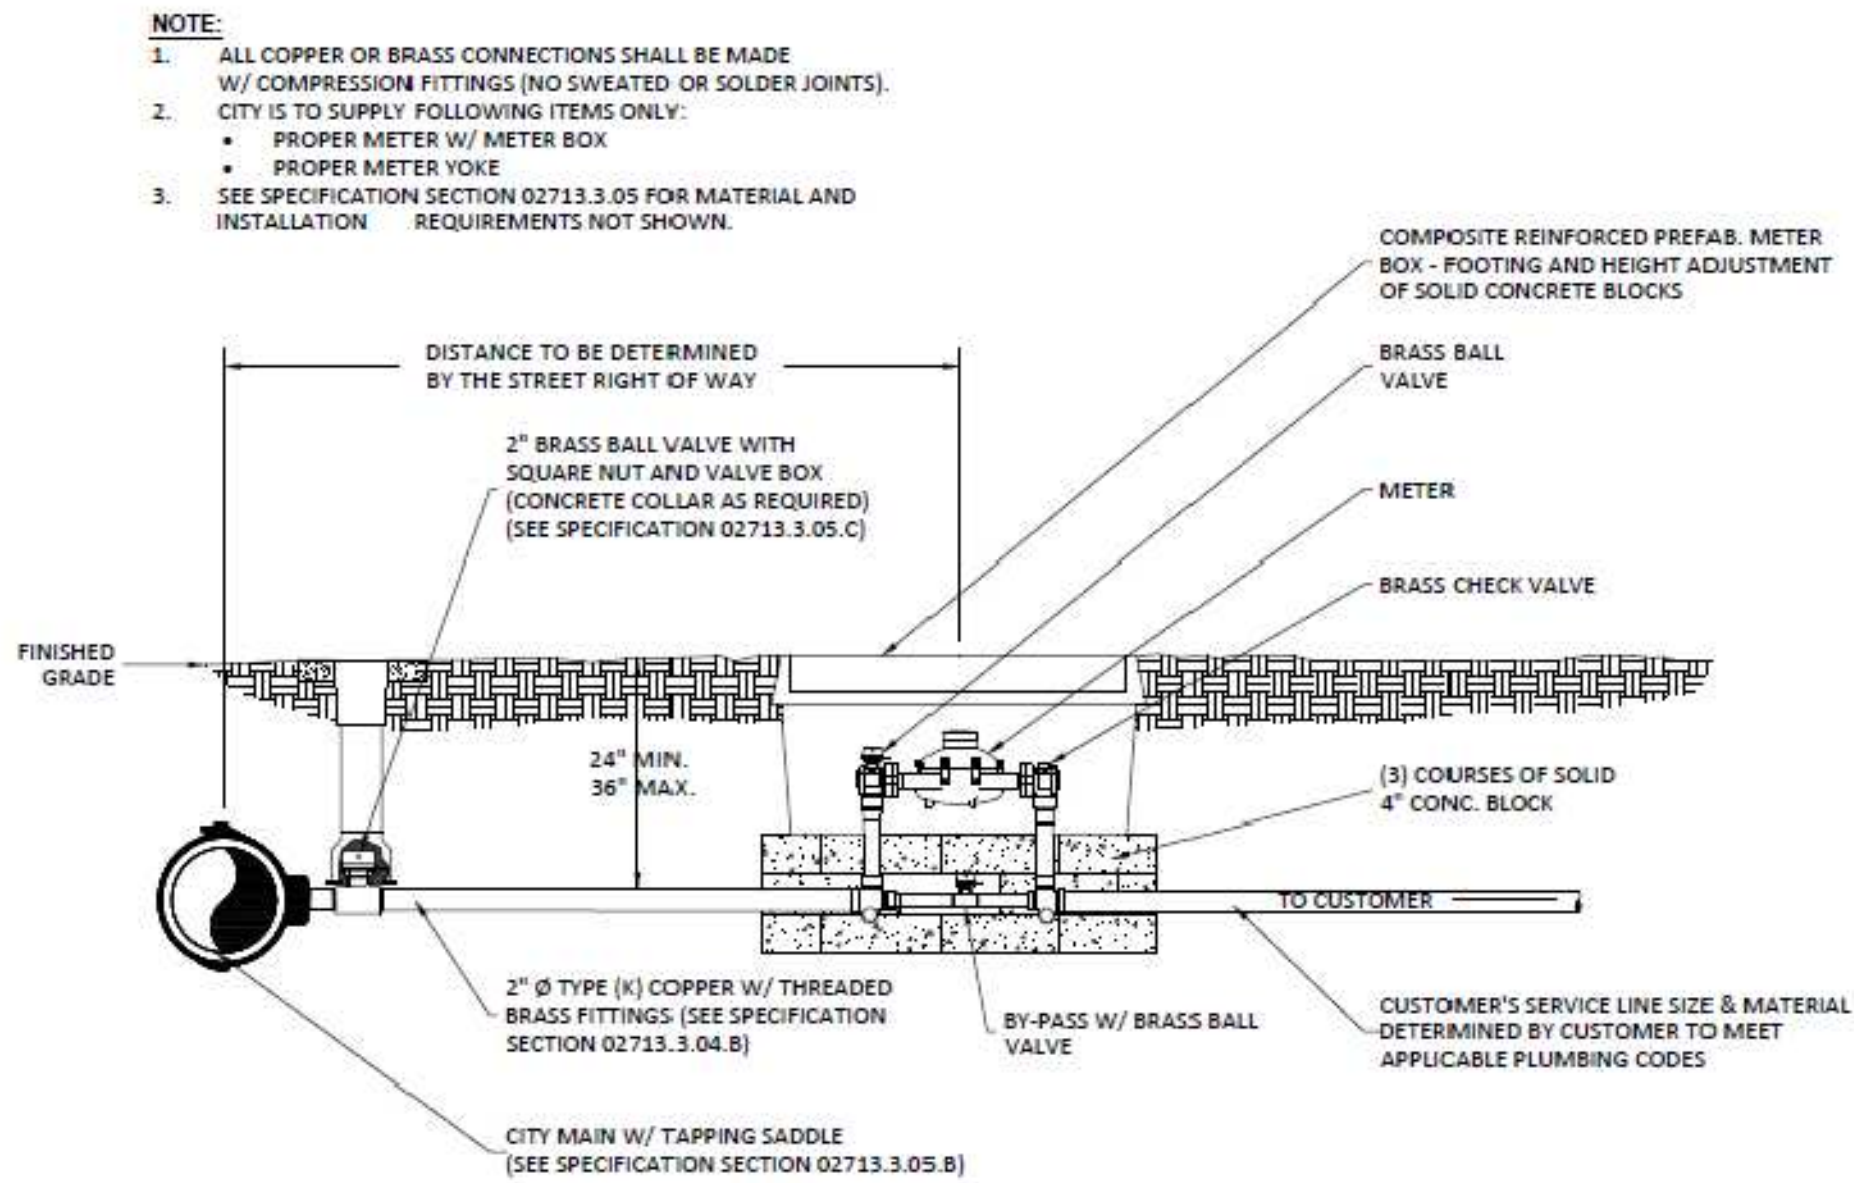 NOTE:
1. ALL COPPER OR BRASS CONNECTIONS SHALL BE MADE
W/ COMPRESSION FITTINGS (NO SWEATED OR SOLDER JOINTS).
2. CITY IS TO SUPPLY FOLLOWING ITEMS ONLY:
• PROPER METER W/ METER BOX
• PROPER METER YOKE
3. SEE SPECIFICATION SECTION 02713.3.05 FOR MATERIAL AND
INSTALLATION REQUIREMENTS NOT SHOWN.
COMPOSITE REINFORCED PREFAB. METER
BOX - FOOTING AND HEIGHT ADJUSTMENT
OF SOLID CONCRETE BLOCKS
DISTANCE TO BE DETERMINED
BY THE STREET RIGHT OF WAY
BRASS BALL
VALVE
2" BRASS BALL VALVE WITH
SQUARE NUT AND VALVE BOX
(CONCRETE COLLAR AS REQUIRED)
(SEE SPECIFICATION 02713.3.05.C)
METER
BRASS CHECK VALVE
FINISHED
GRADE
24" MIN.
36" MAX.
(3) COURSES OF SOLID
4" CONC. BLOCK
TO CUSTOMER
2" Ø TYPE (K) COPPER W/ THREADED
BRASS FITTINGS (SEE SPECIFICATION
SECTION 02713.3.04.B)
BY-PASS W/ BRASS BALL
VALVE
CUSTOMER'S SERVICE LINE SIZE & MATERIAL
DETERIMINED BY CUSTOMER TO MEET
APPLICABLE PLUMBING CODES
CITY MAIN W/ TAPPING SADDLE
(SEE SPECIFICATION SECTION 02713.3.05.B)